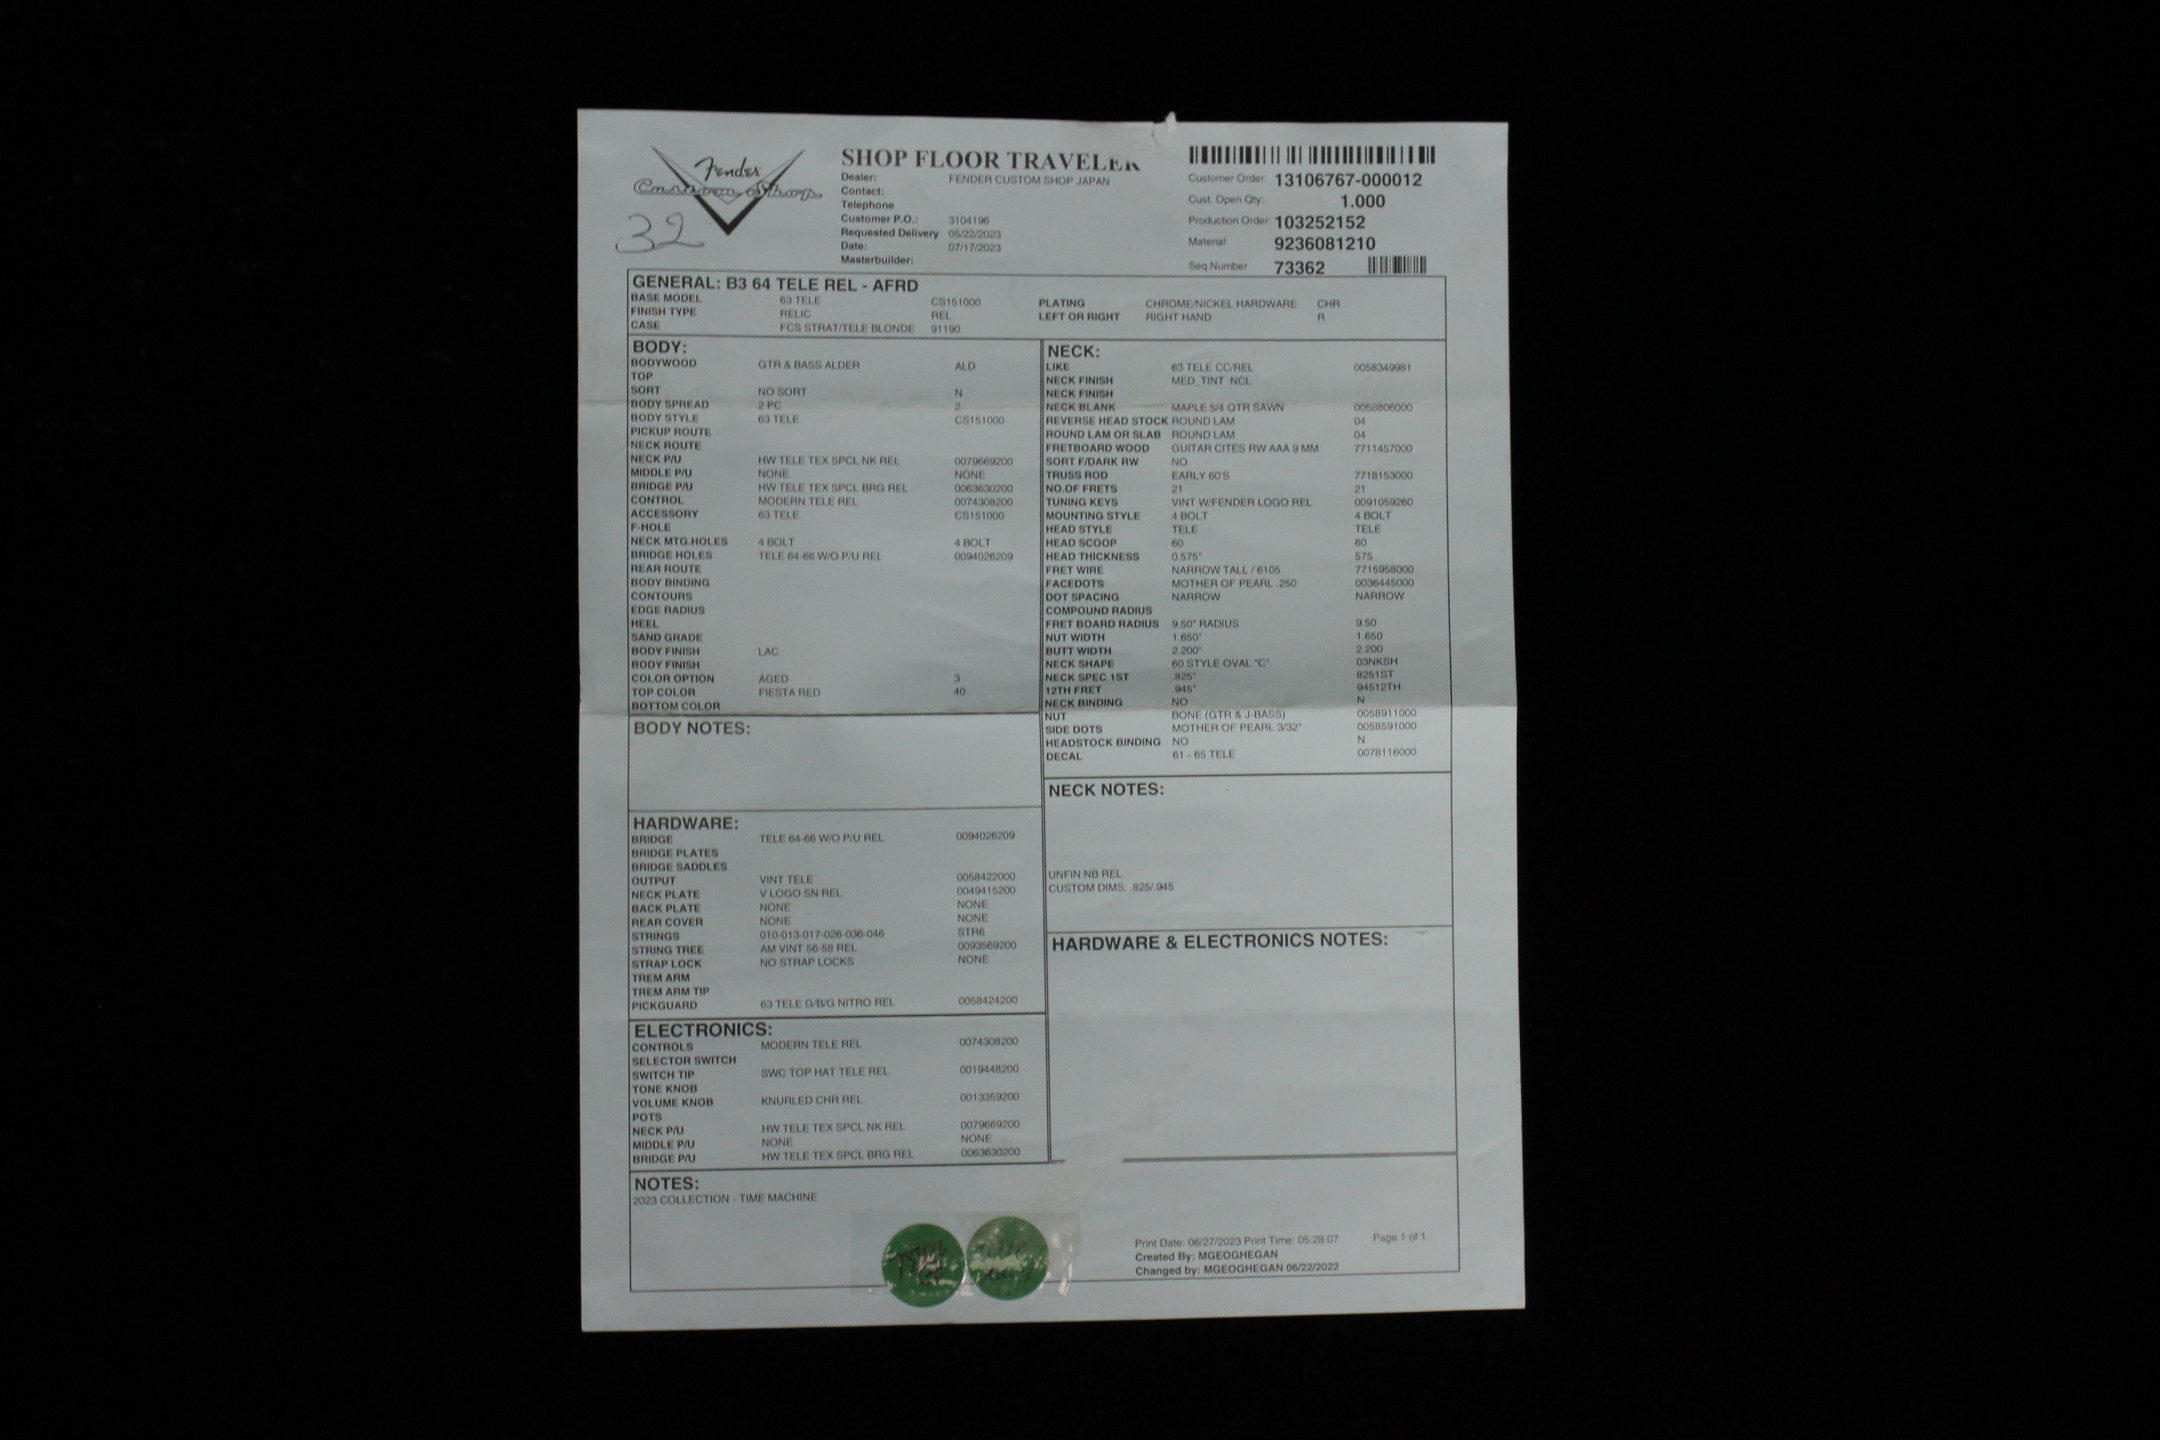 Fender
Custom Shop
32
SHOP FLOOR TRAVELER
Dealer: FENDER CUSTOM SHOP JAPAN
Contact:
Telephone
Customer P.O.: 3104196
Requested Delivery 05/22/2023
Date: 07/17/2023
Masterbuilder:
Customer Order: 13106767-000012
Cust. Open Qty: 1.000
Production Order: 103252152
Material: 9236081210
Seq Number 73362
GENERAL: B3 64 TELE REL - AFRD
BASE MODEL 63 TELE CS151000 PLATING CHROME/NICKEL HARDWARE CHR
FINISH TYPE RELIC REL LEFT OR RIGHT RIGHT HAND R
CASE FCS STRAT/TELE BLONDE 91190
BODY:
BODYWOOD GTR & BASS ALDER ALD
TOP
SORT NO SORT N
BODY SPREAD 2 PC 2
BODY STYLE 63 TELE CS151000
PICKUP ROUTE
NECK ROUTE
NECK P/U HW TELE TEX SPCL NK REL 0079669200
MIDDLE P/U NONE NONE
BRIDGE P/U HW TELE TEX SPCL BRG REL 0063630200
CONTROL MODERN TELE REL 0074308200
ACCESSORY 63 TELE CS151000
F-HOLE
NECK MTG.HOLES 4 BOLT 4 BOLT
BRIDGE HOLES TELE 64-66 W/O P/U REL 0094026209
REAR ROUTE
BODY BINDING
CONTOURS
EDGE RADIUS
HEEL
SAND GRADE
BODY FINISH LAC
BODY FINISH
COLOR OPTION AGED 3
TOP COLOR FIESTA RED 40
BOTTOM COLOR
BODY NOTES:
HARDWARE:
BRIDGE TELE 64-66 W/O P/U REL 0094026209
BRIDGE PLATES
BRIDGE SADDLES
OUTPUT VINT TELE 0058422000
NECK PLATE V LOGO SN REL 0049415200
BACK PLATE NONE NONE
REAR COVER NONE NONE
STRINGS 010-013-017-026-036-046 STR6
STRING TREE AM VINT 56-58 REL 0093569200
STRAP LOCK NO STRAP LOCKS NONE
TREM ARM
TREM ARM TIP
PICKGUARD 63 TELE G/B/G NITRO REL 0058424200
ELECTRONICS:
CONTROLS MODERN TELE REL 0074308200
SELECTOR SWITCH
SWITCH TIP SWC TOP HAT TELE REL 0019448200
TONE KNOB
VOLUME KNOB KNURLED CHR REL 0013359200
POTS
NECK P/U HW TELE TEX SPCL NK REL 0079669200
MIDDLE P/U NONE NONE
BRIDGE P/U HW TELE TEX SPCL BRG REL 0063630200
NECK:
LIKE 63 TELE CC/REL 0058349961
NECK FINISH MED_TINT NCL
NECK FINISH
NECK BLANK MAPLE 5/4 QTR SAWN 0058806000
REVERSE HEAD STOCK ROUND LAM 04
ROUND LAM OR SLAB ROUND LAM 04
FRETBOARD WOOD GUITAR CITES RW AAA 9 MM 7711457000
SORT F/DARK RW NO
TRUSS ROD EARLY 60'S 7718153000
NO.OF FRETS 21 21
TUNING KEYS VINT W/FENDER LOGO REL 0091059260
MOUNTING STYLE 4 BOLT 4 BOLT
HEAD STYLE TELE TELE
HEAD SCOOP 60 60
HEAD THICKNESS 0.575" 575
FRET WIRE NARROW TALL / 6105 7715958000
FACEDOTS MOTHER OF PEARL .250 0036445000
DOT SPACING NARROW NARROW
COMPOUND RADIUS
FRET BOARD RADIUS 9.50" RADIUS 9.50
NUT WIDTH 1.650" 1.650
BUTT WIDTH 2.200" 2.200
NECK SHAPE 60 STYLE OVAL "C" 03NKSH
NECK SPEC 1ST .825" 8251ST
12TH FRET .945" 94512TH
NECK BINDING NO N
NUT BONE (GTR & J-BASS) 0058911000
SIDE DOTS MOTHER OF PEARL 3/32" 0058591000
HEADSTOCK BINDING NO N
DECAL 61 - 65 TELE 0078116000
NECK NOTES:
UNFIN NB REL
CUSTOM DIMS: .825/.945
HARDWARE & ELECTRONICS NOTES:
NOTES:
2023 COLLECTION - TIME MACHINE
Print Date: 06/27/2023 Print Time: 05:28:07 Page 1 of 1
Created By: MGEOGHEGAN
Changed by: MGEOGHEGAN 06/22/2022